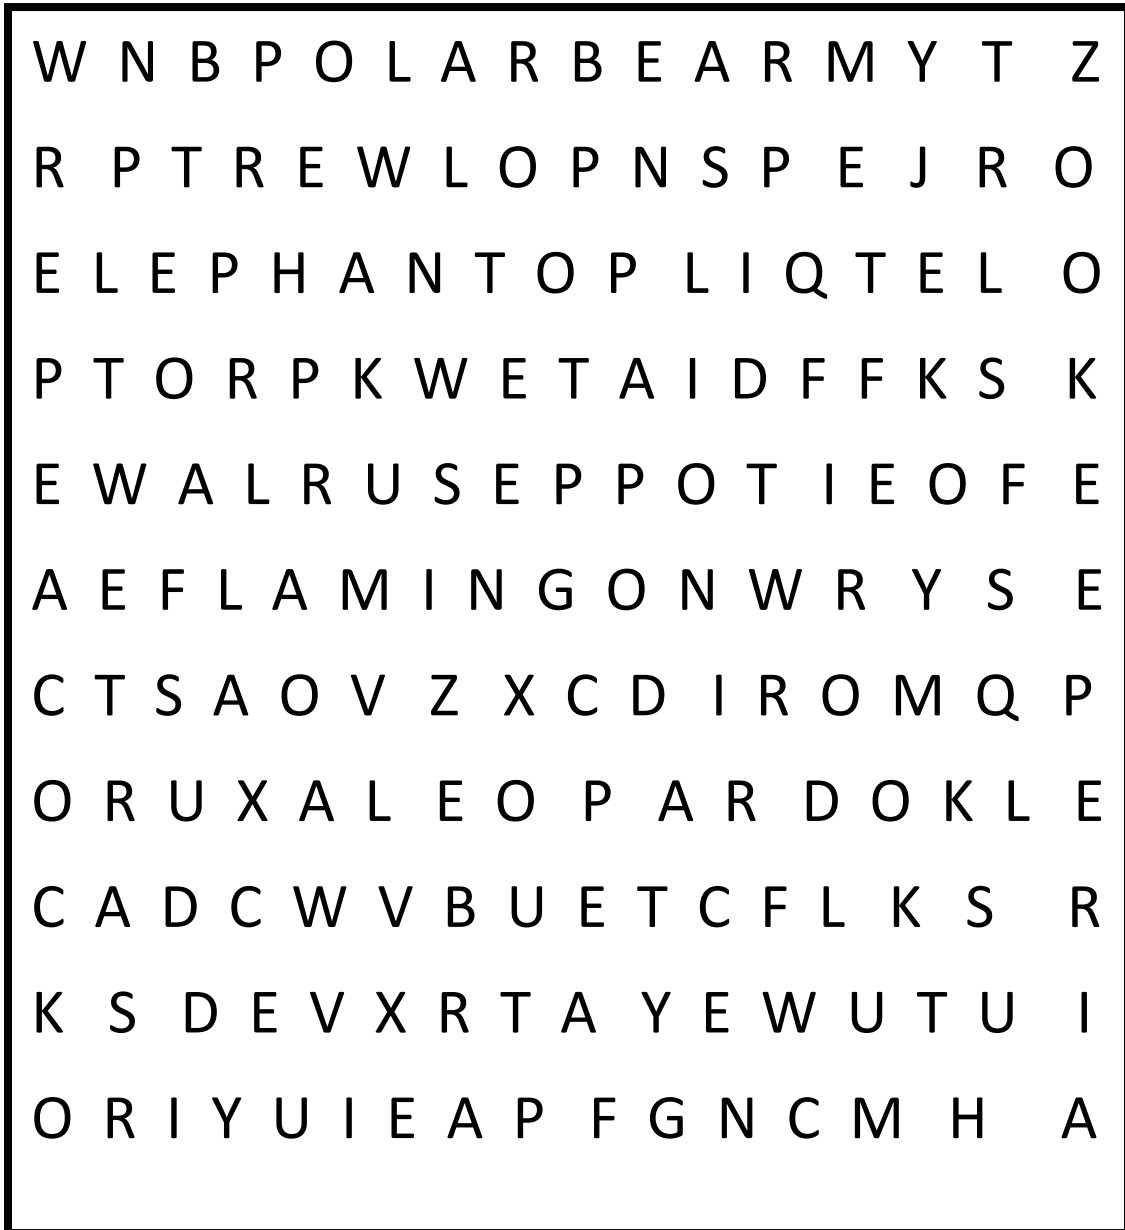 W N B P O L A R B E A R M Y T Z
R P T R E W L O P N S P E J R O
E L E P H A N T O P L I Q T E L O
P T O R P K W E T A I D F F K S K
E W A L R U S E P P O T I E O F E
A E F L A M I N G O N W R Y S E
C T S A O V Z X C D I R O M Q P
O R U X A L E O P A R D O K L E
C A D C W V B U E T C F L K S R
K S D E V X R T A Y E W U T U I
O R I Y U I E A P F G N C M H A